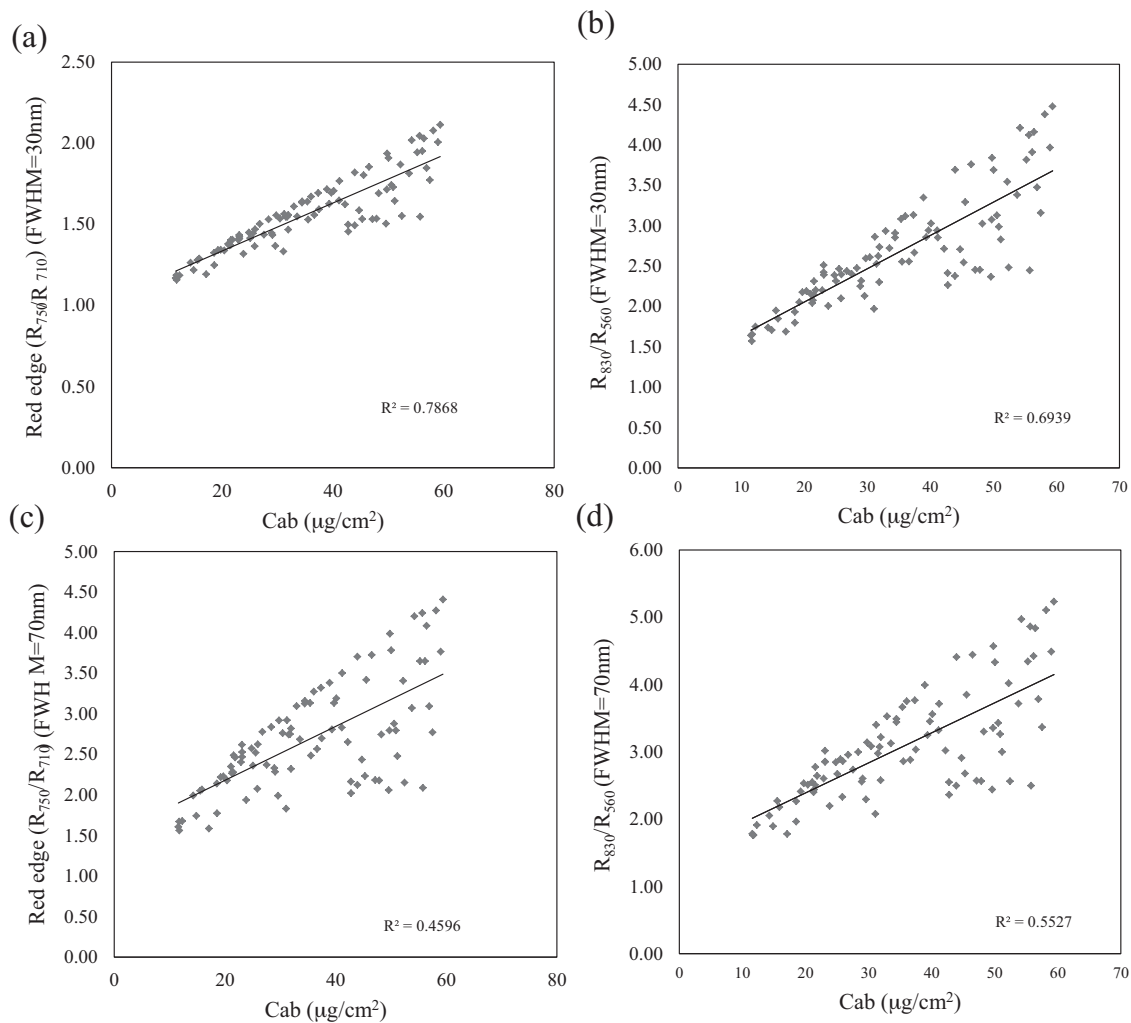 (a)
2.50
2.00
1.50
1.00
0.50
0.00
Red edge (R750/R 710) (FWHM=30nm)
R² = 0.7868
0 20 40 60 80
Cab (μg/cm²)
(b)
5.00
4.50
4.00
3.50
3.00
2.50
2.00
1.50
1.00
0.50
0.00
R830/R560 (FWHM=30nm)
R² = 0.6939
0 10 20 30 40 50 60 70
Cab (μg/cm²)
(c)
5.00
4.50
4.00
3.50
3.00
2.50
2.00
1.50
1.00
0.50
0.00
Red edge (R750/R710) (FWH M=70nm)
R² = 0.4596
0 20 40 60 80
Cab (μg/cm²)
(d)
6.00
5.00
4.00
3.00
2.00
1.00
0.00
R830/R560 (FWHM=70nm)
R² = 0.5527
0 10 20 30 40 50 60 70
Cab (μg/cm²)